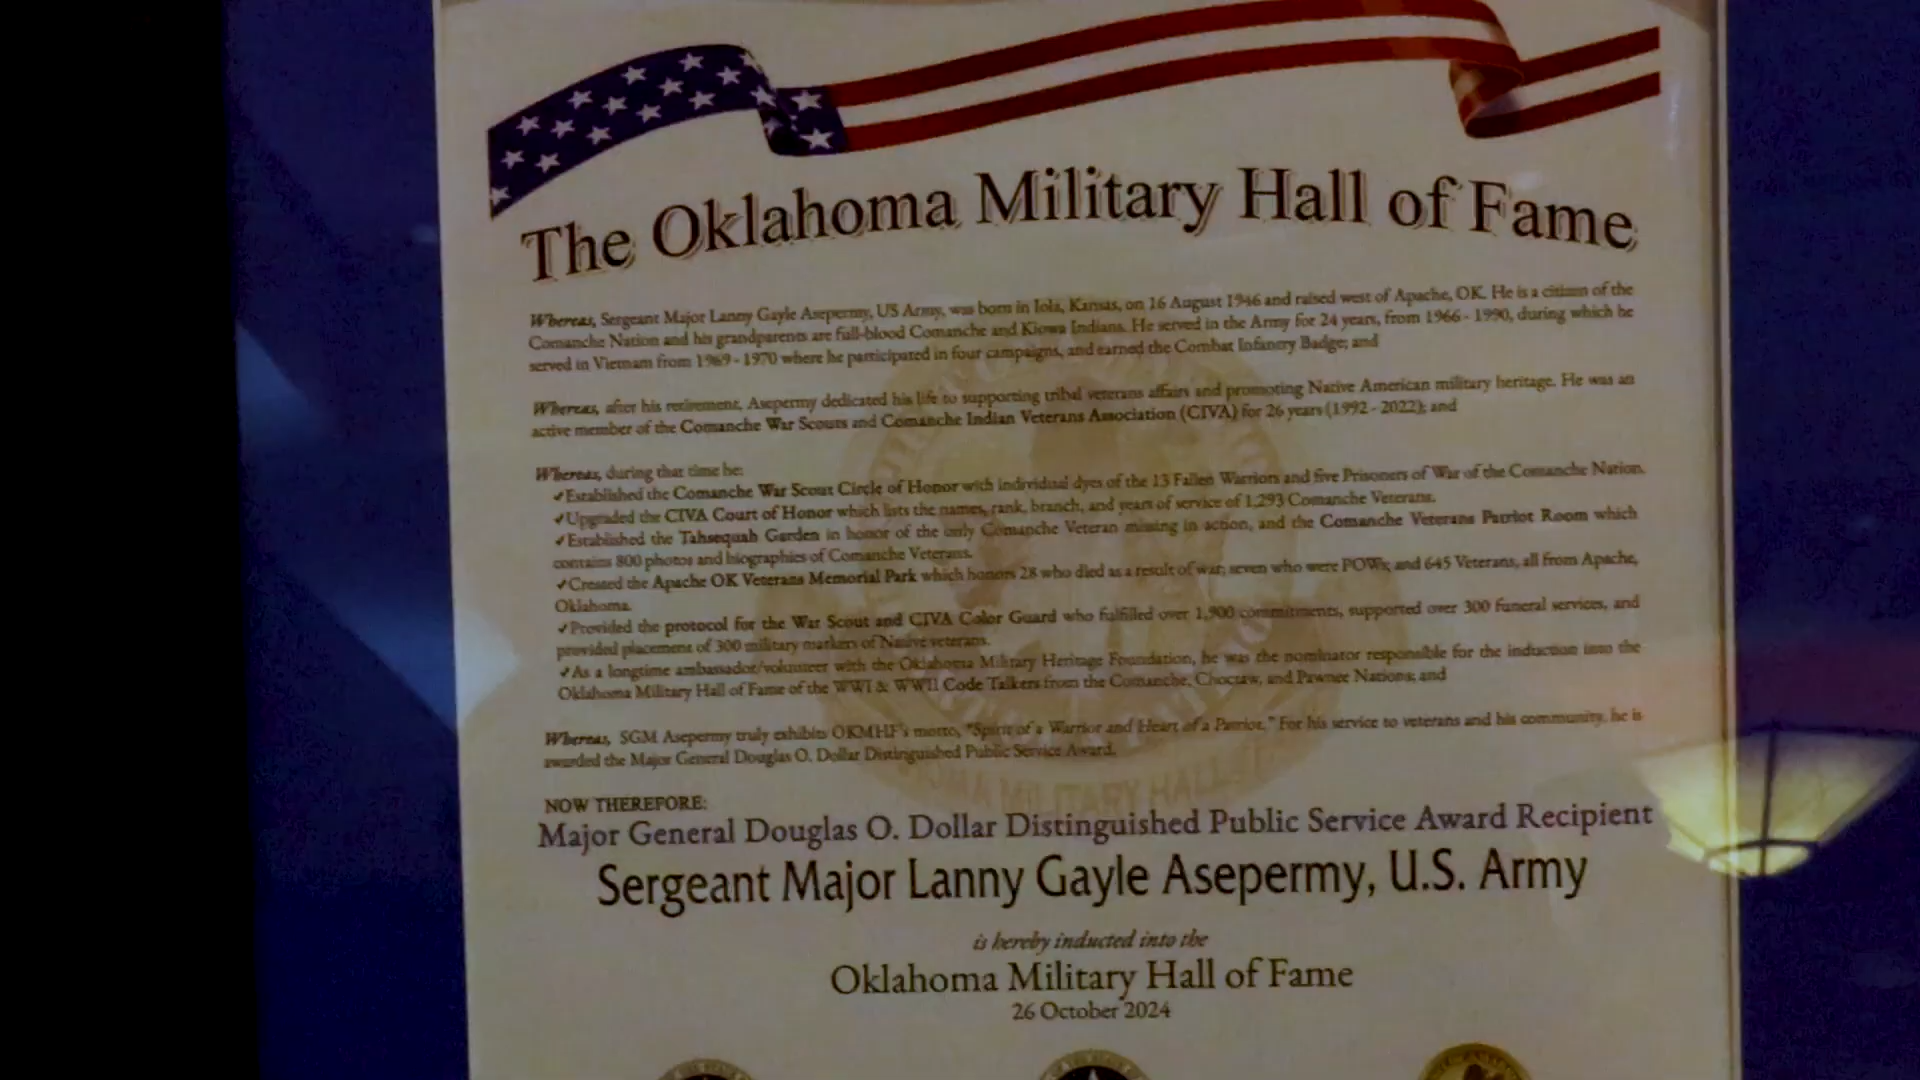 The Oklahoma Military Hall of Fame
Whereas, Sergeant Major Lanny Gayle Asepermy, US Army, was born in Iola, Kansas, on 16 August 1946 and raised west of Apache, OK. He is a citizen of the
Comanche Nation and his grandparents are full-blood Comanche and Kiowa Indians. He served in the Army for 24 years, from 1966 - 1990, during which he
served in Vietnam from 1969 - 1970 where he participated in four campaigns, and earned the Combat Infantry Badge; and
Whereas, after his retirement, Asepermy dedicated his life to supporting tribal veterans affairs and promoting Native American military heritage. He was an
active member of the Comanche War Scouts and Comanche Indian Veterans Association (CIVA) for 26 years (1992 - 2022); and
Whereas, during that time he:
✓Established the Comanche War Scout Circle of Honor with individual dyes of the 13 Fallen Warriors and five Prisoners of War of the Comanche Nation.
✓Upgraded the CIVA Court of Honor which lists the names, rank, branch, and years of service of 1,293 Comanche Veterans.
✓Established the Tahsequah Garden in honor of the only Comanche Veteran missing in action, and the Comanche Veterans Patriot Room which
contains 800 photos and biographies of Comanche Veterans.
✓Created the Apache OK Veterans Memorial Park which honors 28 who died as a result of war; seven who were POWs; and 645 Veterans, all from Apache,
Oklahoma.
✓Provided the protocol for the War Scout and CIVA Color Guard who fulfilled over 1,900 commitments, supported over 300 funeral services, and
provided placement of 300 military markers of Native veterans.
✓As a longtime ambassador/volunteer with the Oklahoma Military Heritage Foundation, he was the nominator responsible for the induction into the
Oklahoma Military Hall of Fame of the WWI & WWII Code Talkers from the Comanche, Choctaw, and Pawnee Nations; and
Whereas, SGM Asepermy truly exhibits OKMHF's motto, "Spirit of a Warrior and Heart of a Patriot." For his service to veterans and his community, he is
awarded the Major General Douglas O. Dollar Distinguished Public Service Award.
NOW THEREFORE:
Major General Douglas O. Dollar Distinguished Public Service Award Recipient
Sergeant Major Lanny Gayle Asepermy, U.S. Army
is hereby inducted into the
Oklahoma Military Hall of Fame
26 October 2024